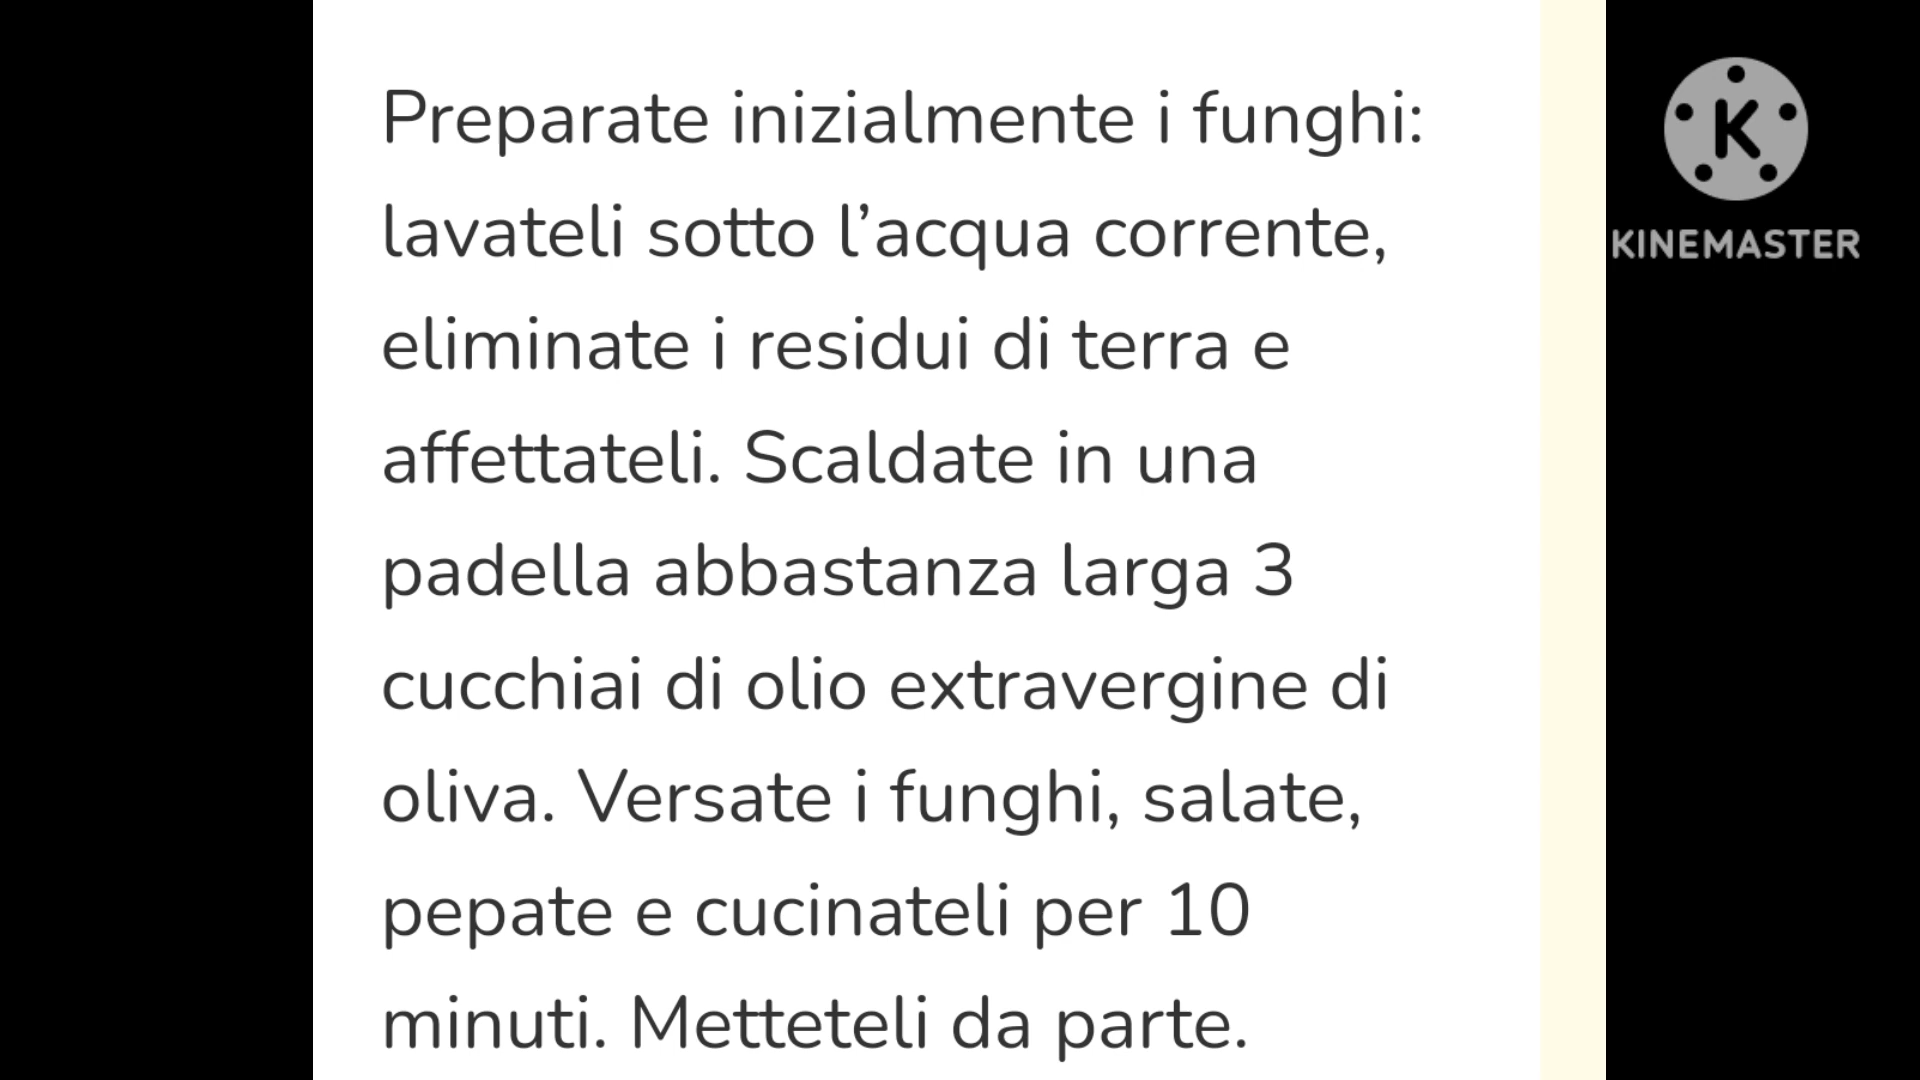 Preparate inizialmente i funghi:
lavateli sotto l’acqua corrente,
eliminate i residui di terra e
affettateli. Scaldate in una
padella abbastanza larga 3
cucchiai di olio extravergine di
oliva. Versate i funghi, salate,
pepate e cucinateli per 10
minuti. Metteteli da parte.
K
KINEMASTER